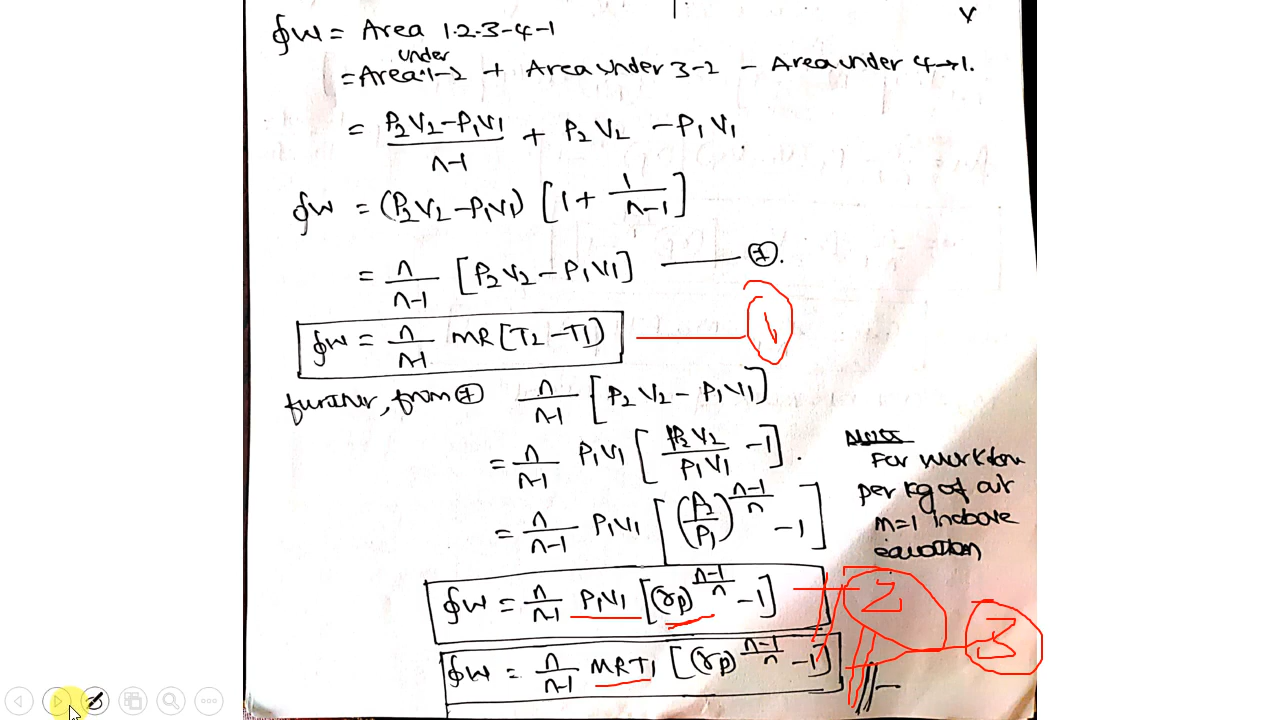 ∮W = Area 1-2-3-4-1
= Area under 1-2 + Area under 3-2 - Area under 4→1.
= P2V2-P1V1/n-1 + P2V2 - P1V1
∮W = (P2V2-P1V1) [1 + 1/n-1]
= n/n-1 [P2V2 - P1V1] — Ⓘ.
∮W = n/n-1 mR[T2-T1] — 1
further, from Ⓘ n/n-1 [P2V2 - P1V1]
= n/n-1 P1V1 [P2V2/P1V1 - 1].
= n/n-1 P1V1 [(P2/P1)^n-1/n - 1]
Note
For workdone
per kg of air
m=1 in above
equation
∮W = n/n-1 P1V1 [(rp)^n-1/n - 1] — 2
∮W = n/n-1 MRT1 [(rp)^n-1/n - 1] — 3